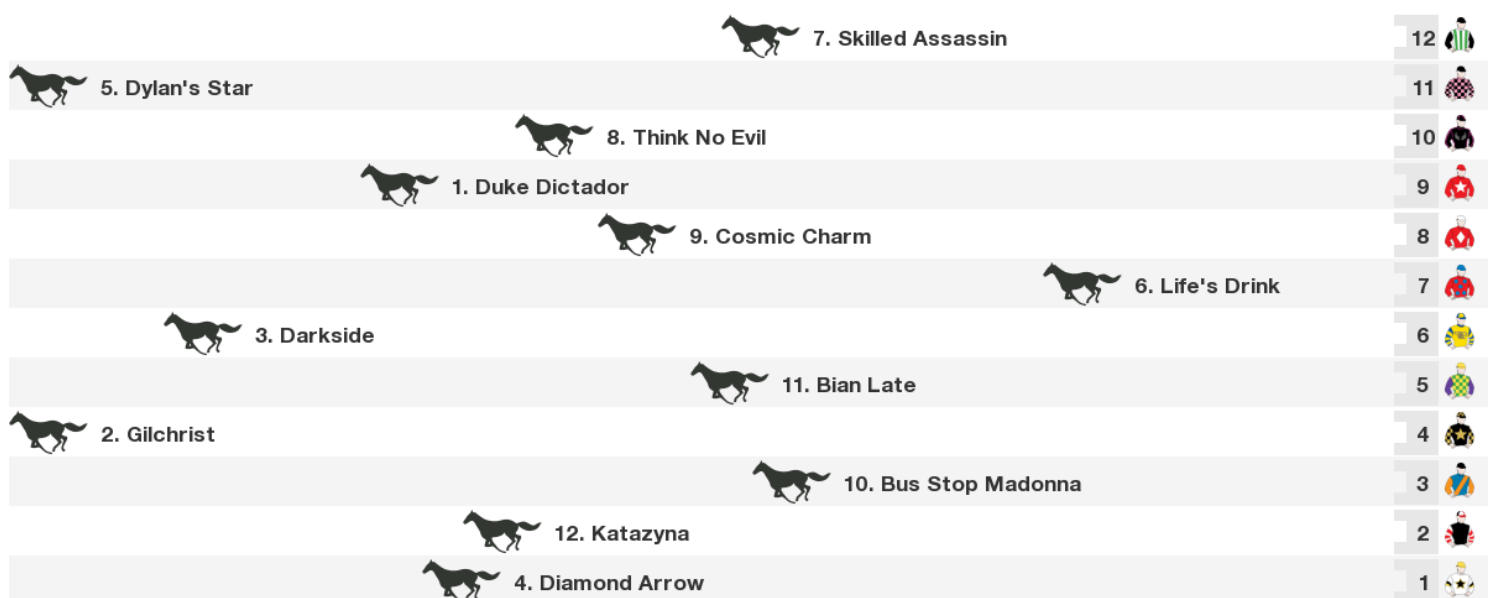 7. Skilled Assassin 12
5. Dylan's Star 11
8. Think No Evil 10
1. Duke Dictador 9
9. Cosmic Charm 8
6. Life's Drink 7
3. Darkside 6
11. Bian Late 5
2. Gilchrist 4
10. Bus Stop Madonna 3
12. Katazyna 2
4. Diamond Arrow 1